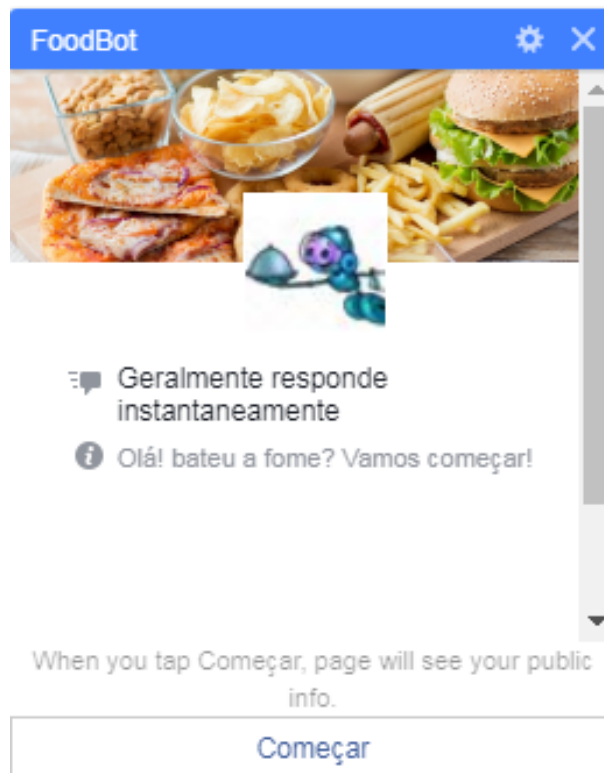 FoodBot
Geralmente responde
instantaneamente
Olá! bateu a fome? Vamos começar!
When you tap Começar, page will see your public
info.
Começar